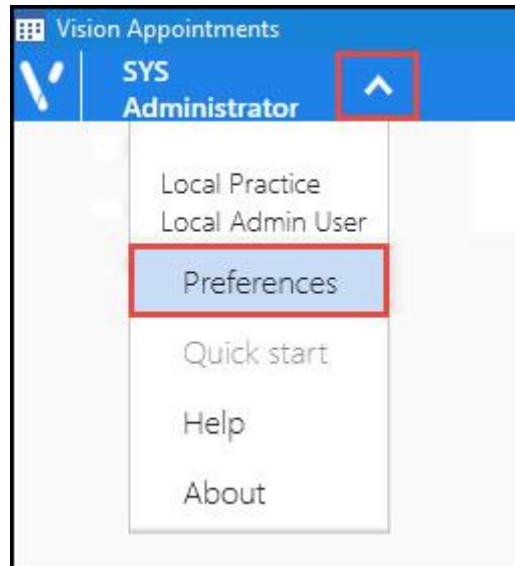 Vision Appointments
SYS
Administrator
Local Practice
Local Admin User
Preferences
Quick start
Help
About